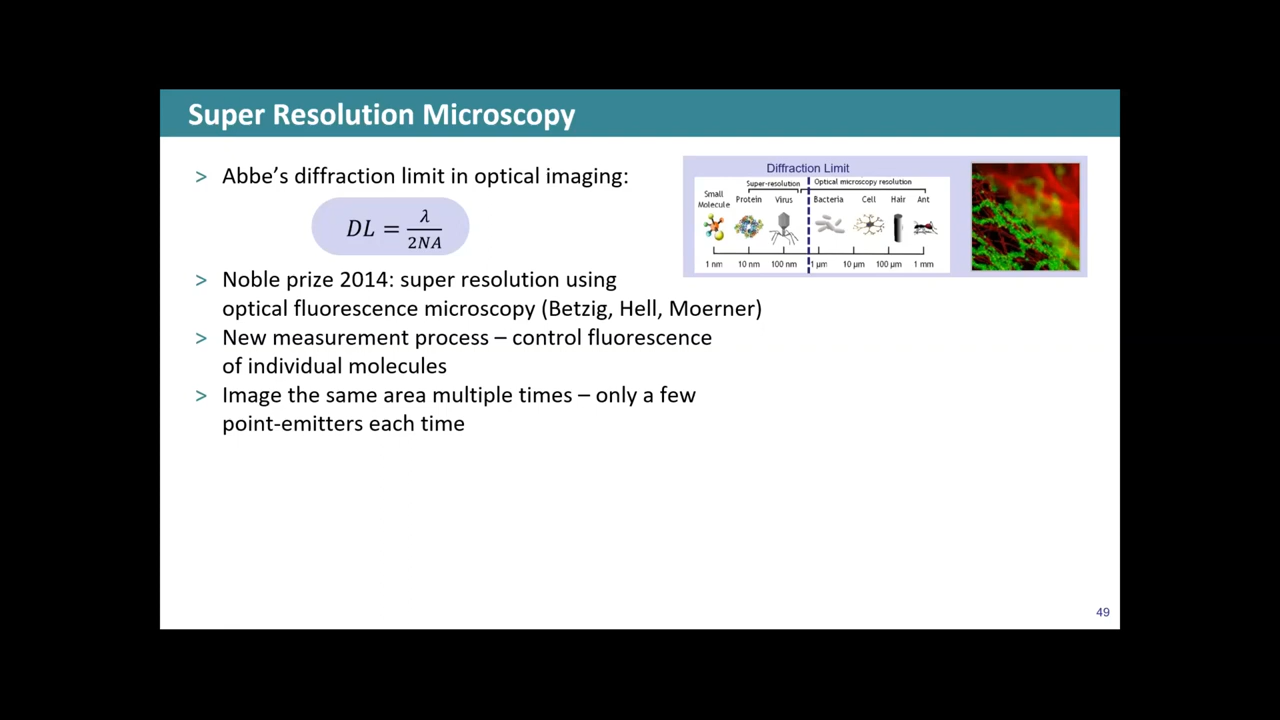 Super Resolution Microscopy
> Abbe’s diffraction limit in optical imaging:
DL = λ / 2NA
> Noble prize 2014: super resolution using
optical fluorescence microscopy (Betzig, Hell, Moerner)
> New measurement process – control fluorescence
of individual molecules
> Image the same area multiple times – only a few
point-emitters each time
Diffraction Limit
Super-resolution Optical microscopy resolution
Small
Molecule Protein Virus Bacteria Cell Hair Ant
1 nm 10 nm 100 nm 1 μm 10 μm 100 μm 1 mm
49